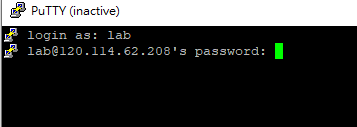 PuTTY (inactive)
login as: lab
lab@120.114.62.208's password: